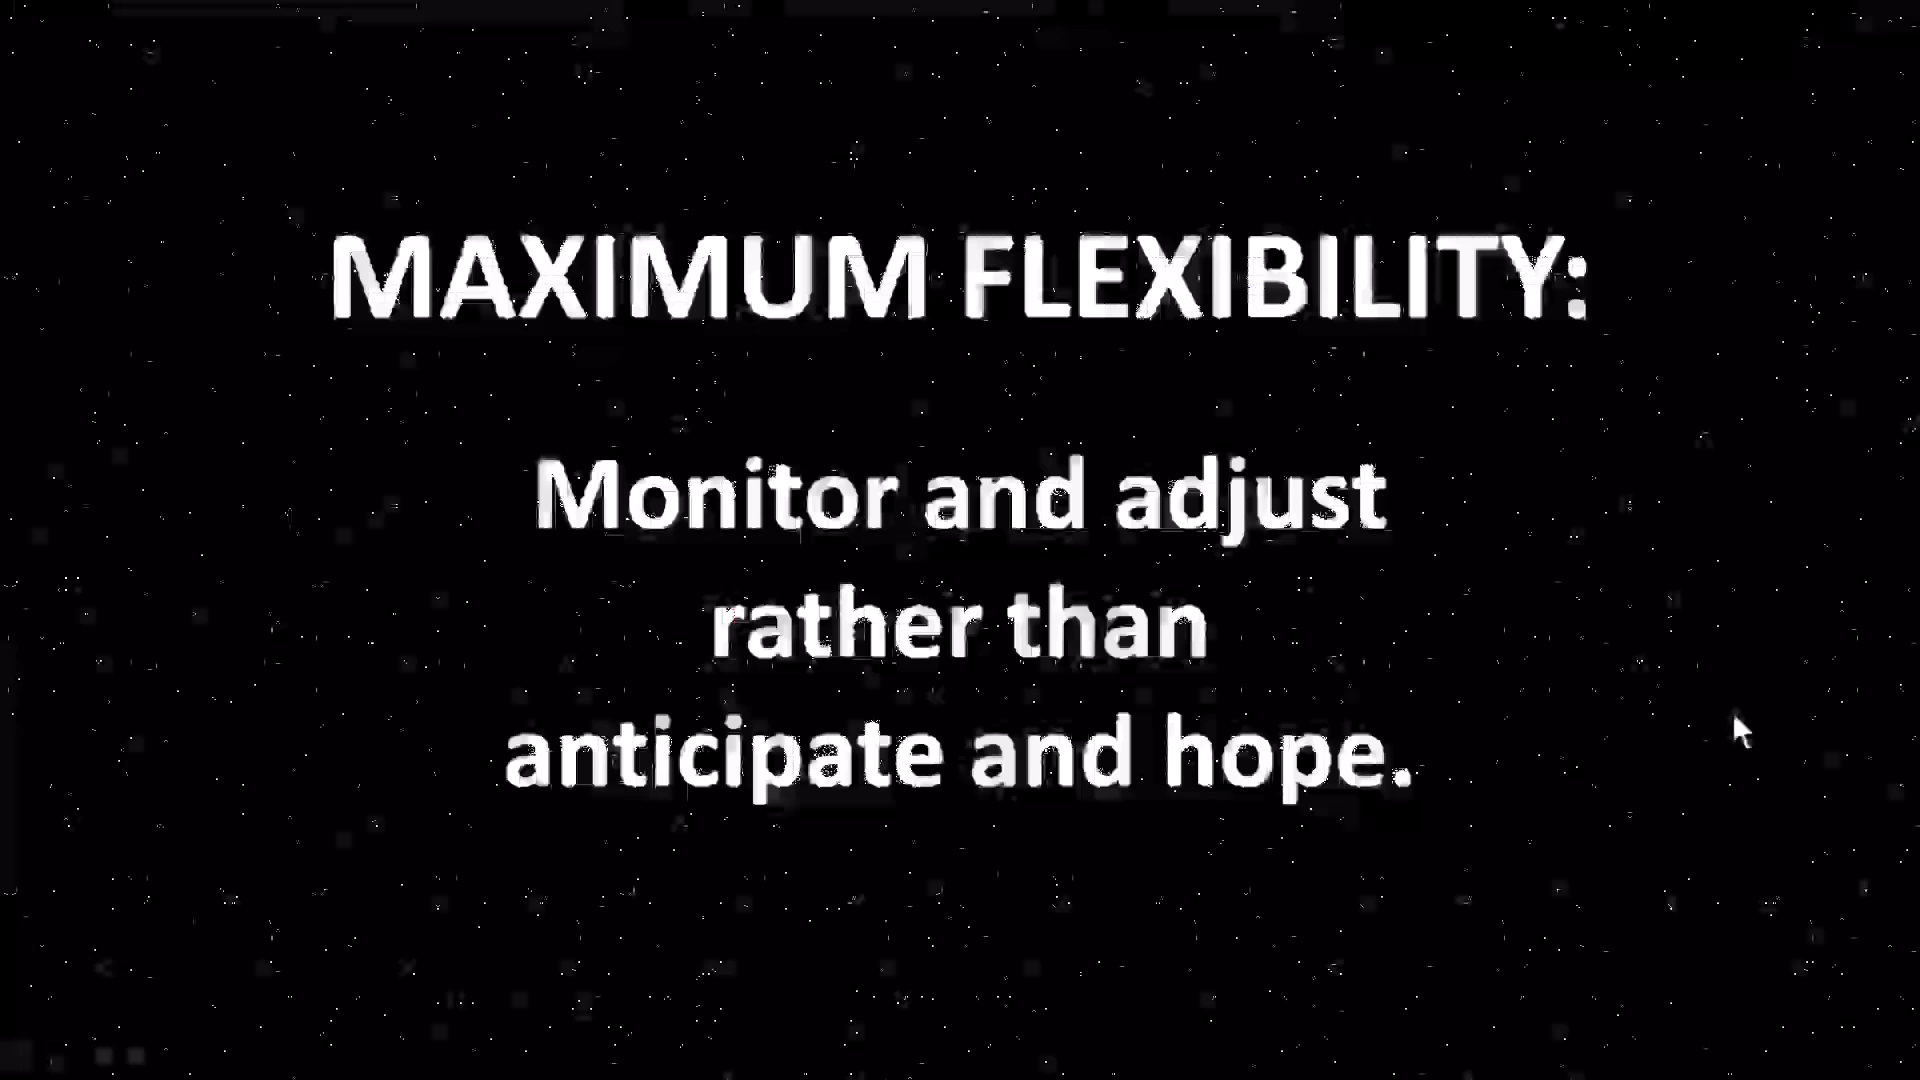 MAXIMUM FLEXIBILITY:
Monitor and adjust
rather than
anticipate and hope.